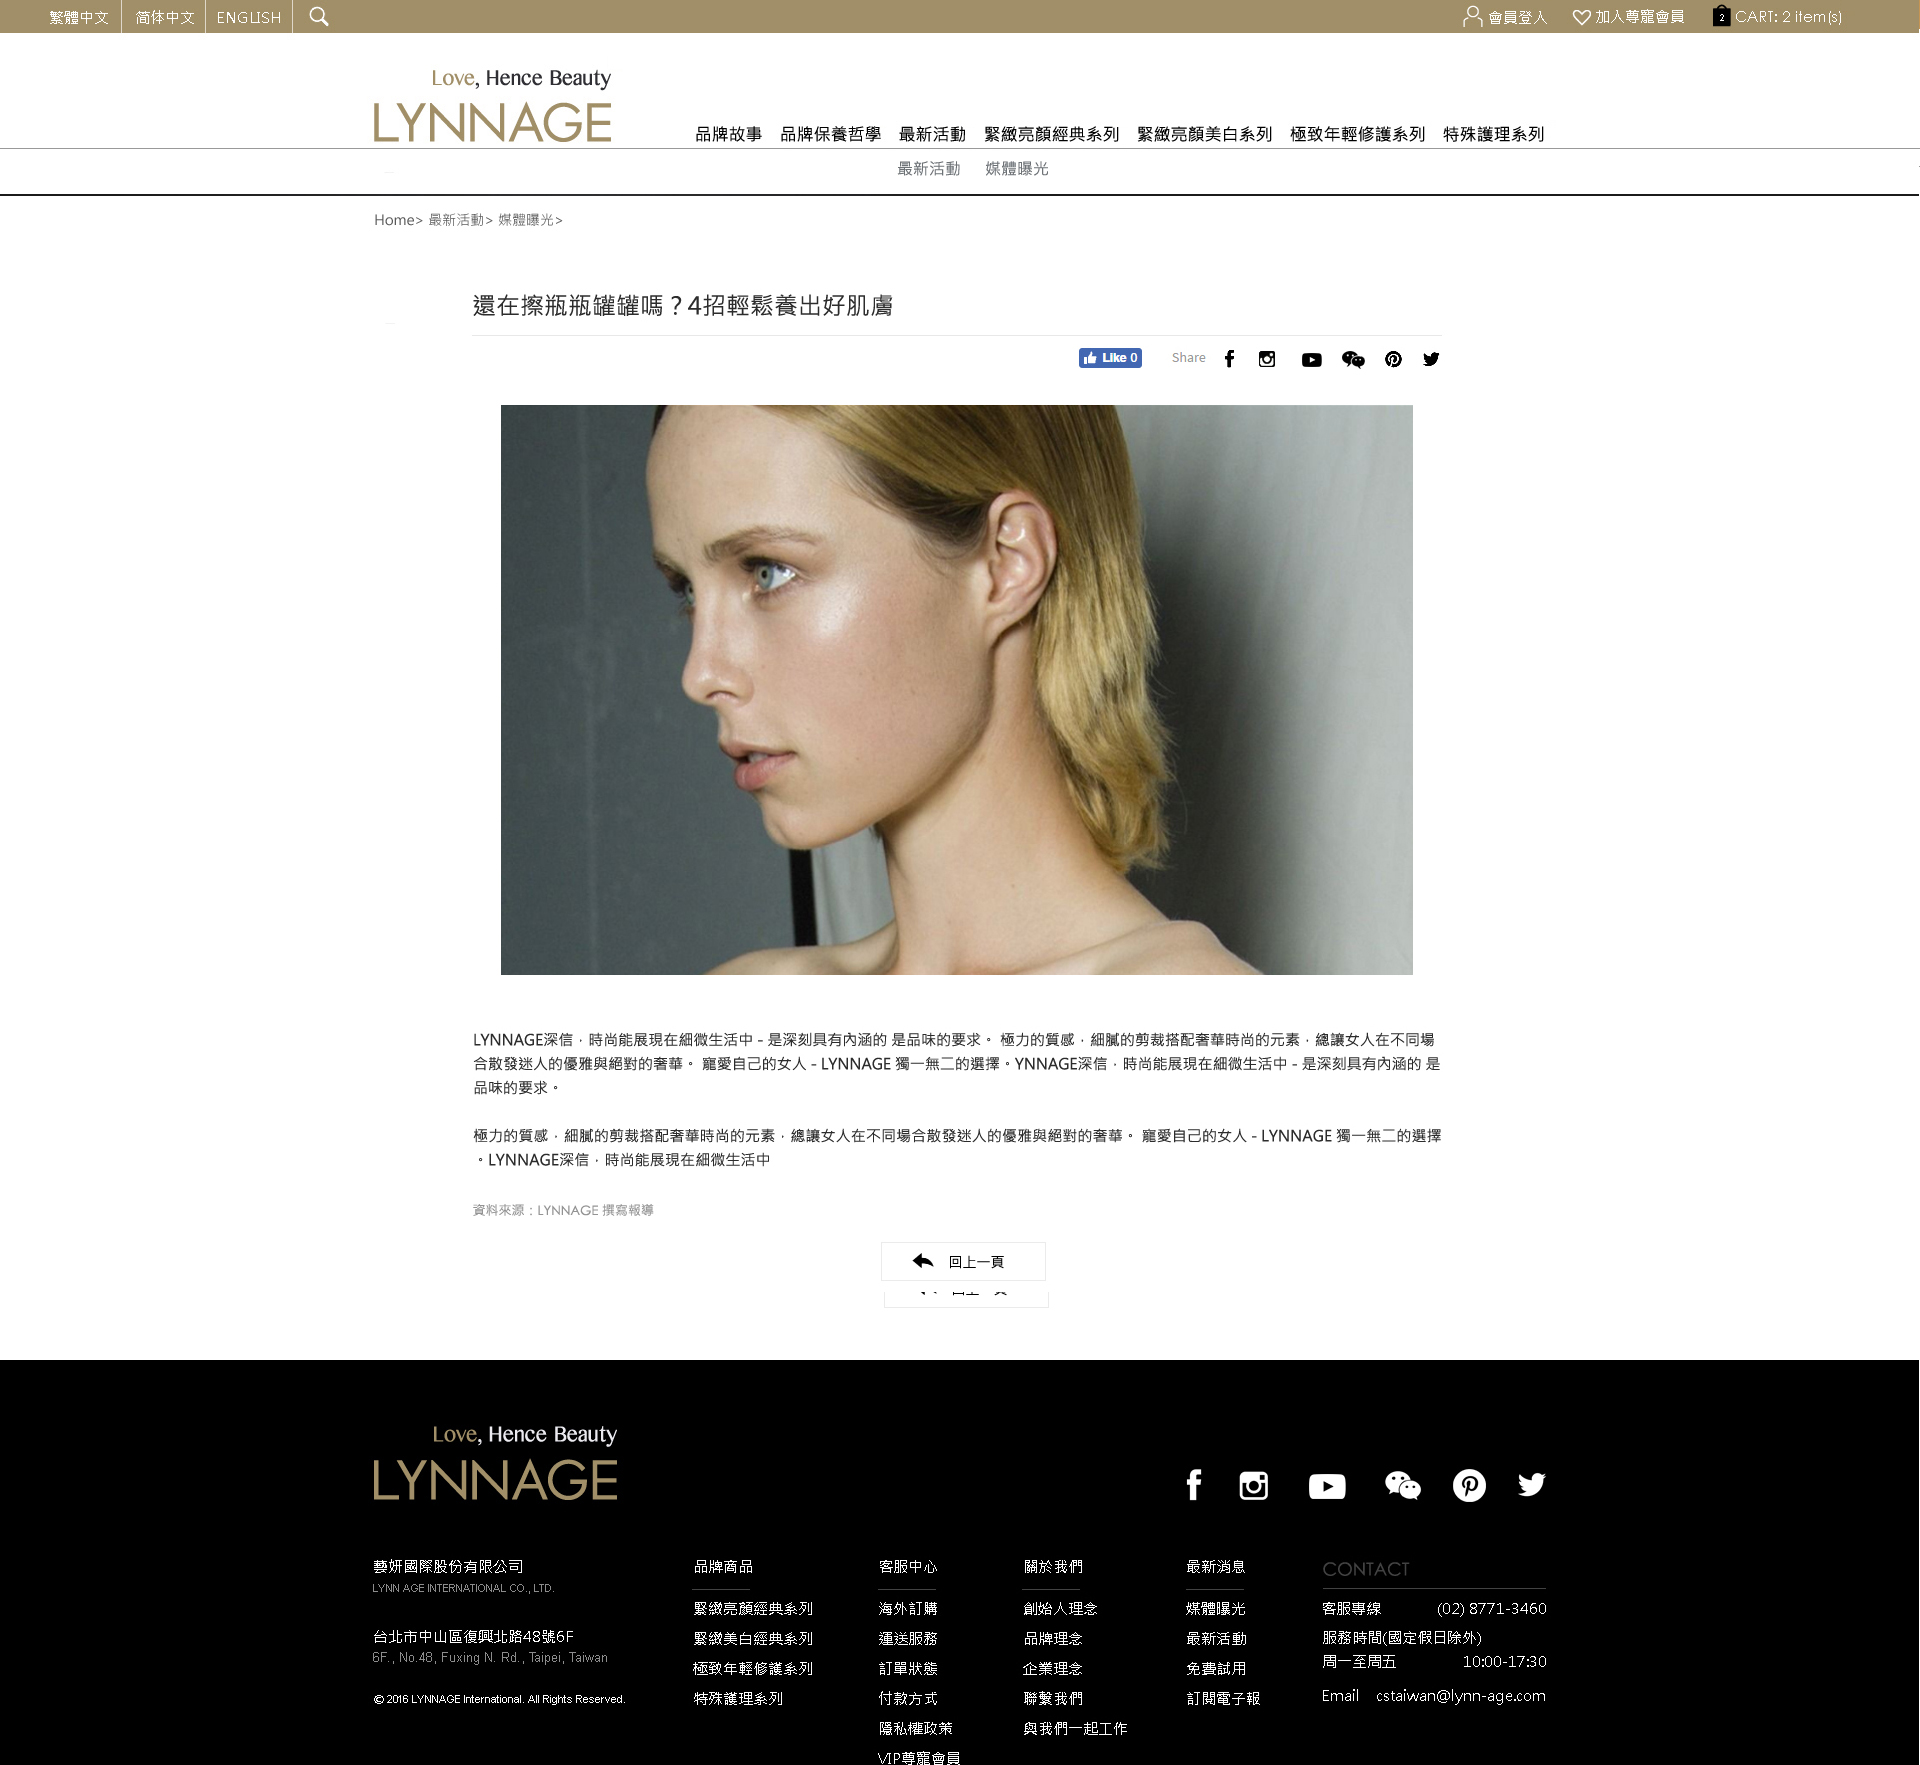 繁體中文 简体中文 ENGLISH
會員登入 加入尊寵會員 2 CART: 2 item(s)
Love, Hence Beauty
LYNNAGE
品牌故事 品牌保養哲學 最新活動 緊緻亮顏經典系列 緊緻亮顏美白系列 極致年輕修護系列 特殊護理系列
最新活動 媒體曝光
Home> 最新活動> 媒體曝光>
還在擦瓶瓶罐罐嗎？4招輕鬆養出好肌膚
Like 0 Share
LYNNAGE深信，時尚能展現在細微生活中 - 是深刻具有內涵的 是品味的要求。 極力的質感，細膩的剪裁搭配奢華時尚的元素，總讓女人在不同場
合散發迷人的優雅與絕對的奢華。 寵愛自己的女人 - LYNNAGE 獨一無二的選擇。YNNAGE深信，時尚能展現在細微生活中 - 是深刻具有內涵的 是
品味的要求。
極力的質感，細膩的剪裁搭配奢華時尚的元素，總讓女人在不同場合散發迷人的優雅與絕對的奢華。 寵愛自己的女人 - LYNNAGE 獨一無二的選擇
。LYNNAGE深信，時尚能展現在細微生活中
資料來源：LYNNAGE 撰寫報導
回上一頁
Love, Hence Beauty
LYNNAGE
藝妍國際股份有限公司
LYNN AGE INTERNATIONAL CO., LTD.
台北市中山區復興北路48號6F
6F., No.48, Fuxing N. Rd., Taipei, Taiwan
© 2016 LYNNAGE International. All Rights Reserved.
品牌商品
緊緻亮顏經典系列
緊緻美白經典系列
極致年輕修護系列
特殊護理系列
客服中心
海外訂購
運送服務
訂單狀態
付款方式
隱私權政策
VIP尊寵會員
關於我們
創始人理念
品牌理念
企業理念
聯繫我們
與我們一起工作
最新消息
媒體曝光
最新活動
免費試用
訂閱電子報
CONTACT
客服專線 (02) 8771-3460
服務時間(國定假日除外)
周一至周五 10:00-17:30
Email cstaiwan@lynn-age.com